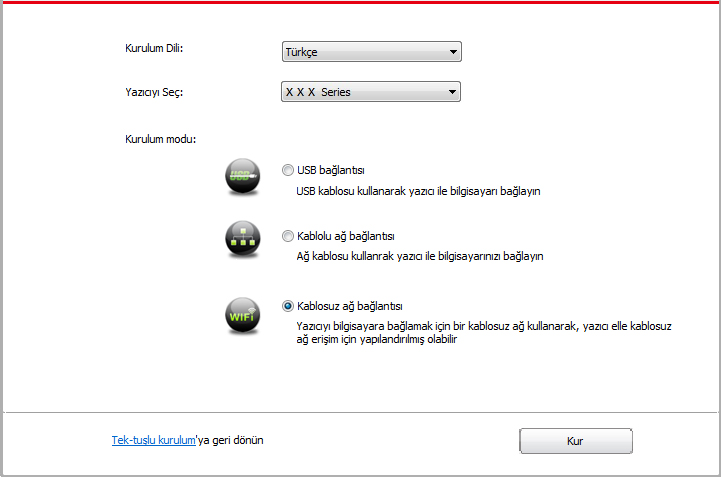 Kurulum Dili:
Türkçe
Yazıcıyı Seç:
X X X Series
Kurulum modu:
USB
USB bağlantısı
USB kablosu kullanarak yazıcı ile bilgisayarı bağlayın
Kablolu ağ bağlantısı
Ağ kablosu kullanrak yazıcı ile bilgisayarınızı bağlayın
WiFi
Kablosuz ağ bağlantısı
Yazıcıyı bilgisayara bağlamak için bir kablosuz ağ kullanarak, yazıcı elle kablosuz
ağ erişim için yapılandırılmış olabilir
Tek-tuşlu kurulum'ya geri dönün
Kur